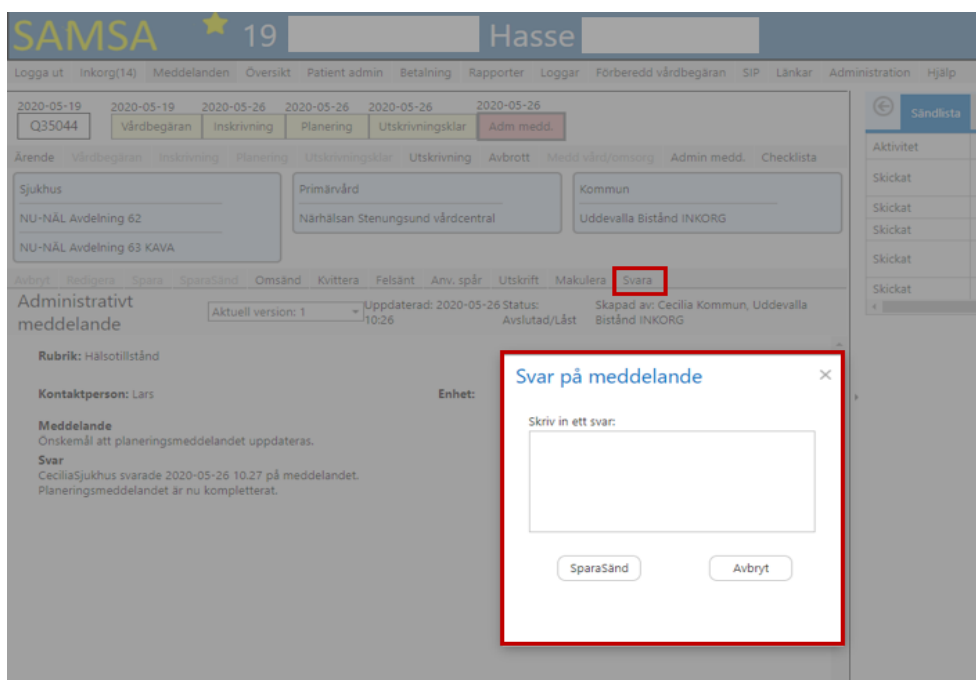 SAMSA 19 Hasse
Logga ut Inkorg(14) Meddelanden Översikt Patient admin Betalning Rapporter Loggar Förberedd vårdbegäran SIP Länkar Administration Hjälp
2020-05-19 2020-05-19 2020-05-26 2020-05-26 2020-05-26 2020-05-26
Q35044 Vårdbegäran Inskrivning Planering Utskrivningsklar Adm medd.
Sändlista
Ärende Vårdbegäran Inskrivning Planering Utskrivningsklar Utskrivning Avbrott Medd vård/omsorg Admin medd. Checklista
Aktivitet
Skickat
Skickat
Skickat
Skickat
Skickat
Sjukhus
NU-NÄL Avdelning 62
NU-NÄL Avdelning 63 KAVA
Primärvård
Närhälsan Stenungsund vårdcentral
Kommun
Uddevalla Bistånd INKORG
Avbryt Redigera Spara SparaSänd Omsänd Kvittera Felsänt Anv. spår Utskrift Makulera Svara
Administrativt
meddelande
Aktuell version: 1
Uppdaterad: 2020-05-26
10:26
Status:
Avslutad/Låst
Skapad av: Cecilia Kommun, Uddevalla
Bistånd INKORG
Rubrik: Hälsotillstånd
Kontaktperson: Lars Enhet:
Meddelande
Önskemål att planeringsmeddelandet uppdateras.
Svar
CeciliaSjukhus svarade 2020-05-26 10.27 på meddelandet.
Planeringsmeddelandet är nu kompletterat.
Svar på meddelande
Skriv in ett svar:
SparaSänd Avbryt